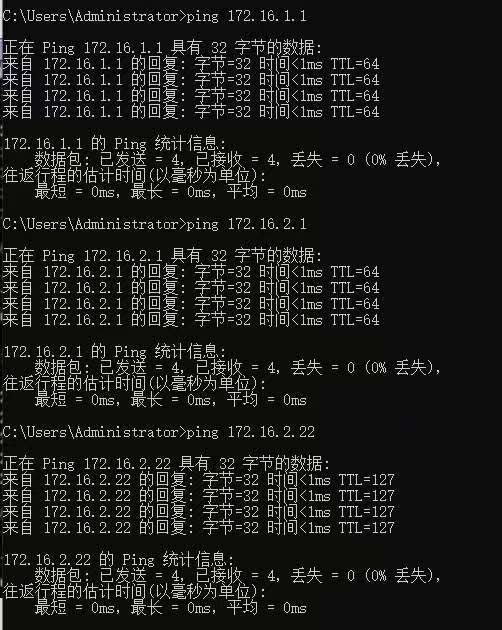 C:\Users\Administrator>ping 172.16.1.1
正在 Ping 172.16.1.1 具有 32 字节的数据:
来自 172.16.1.1 的回复: 字节=32 时间<1ms TTL=64
来自 172.16.1.1 的回复: 字节=32 时间<1ms TTL=64
来自 172.16.1.1 的回复: 字节=32 时间<1ms TTL=64
来自 172.16.1.1 的回复: 字节=32 时间<1ms TTL=64
172.16.1.1 的 Ping 统计信息:
数据包: 已发送 = 4, 已接收 = 4, 丢失 = 0 (0% 丢失),
往返行程的估计时间(以毫秒为单位):
最短 = 0ms, 最长 = 0ms, 平均 = 0ms
C:\Users\Administrator>ping 172.16.2.1
正在 Ping 172.16.2.1 具有 32 字节的数据:
来自 172.16.2.1 的回复: 字节=32 时间<1ms TTL=64
来自 172.16.2.1 的回复: 字节=32 时间<1ms TTL=64
来自 172.16.2.1 的回复: 字节=32 时间<1ms TTL=64
来自 172.16.2.1 的回复: 字节=32 时间<1ms TTL=64
172.16.2.1 的 Ping 统计信息:
数据包: 已发送 = 4, 已接收 = 4, 丢失 = 0 (0% 丢失),
往返行程的估计时间(以毫秒为单位):
最短 = 0ms, 最长 = 0ms, 平均 = 0ms
C:\Users\Administrator>ping 172.16.2.22
正在 Ping 172.16.2.22 具有 32 字节的数据:
来自 172.16.2.22 的回复: 字节=32 时间<1ms TTL=127
来自 172.16.2.22 的回复: 字节=32 时间<1ms TTL=127
来自 172.16.2.22 的回复: 字节=32 时间<1ms TTL=127
来自 172.16.2.22 的回复: 字节=32 时间<1ms TTL=127
172.16.2.22 的 Ping 统计信息:
数据包: 已发送 = 4, 已接收 = 4, 丢失 = 0 (0% 丢失),
往返行程的估计时间(以毫秒为单位):
最短 = 0ms, 最长 = 0ms, 平均 = 0ms